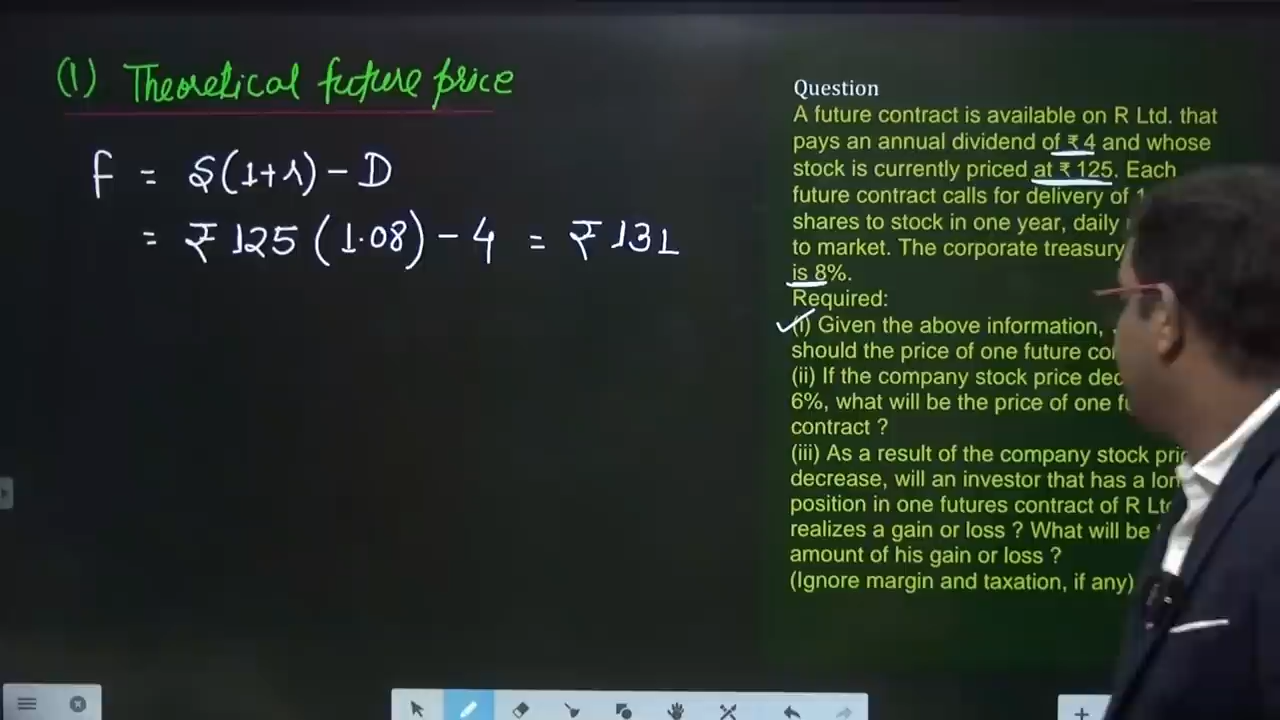 (1) Theoretical future price
F = S(1+r) - D
= ₹ 125 (1.08) - 4 = ₹ 131
Question
A future contract is available on R Ltd. that
pays an annual dividend of ₹ 4 and whose
stock is currently priced at ₹ 125. Each
future contract calls for delivery of
shares to stock in one year, daily
to market. The corporate treasury
is 8%.
Required:
(i) Given the above information,
should the price of one future
(ii) If the company stock price
6%, what will be the price of one
contract ?
(iii) As a result of the company stock
decrease, will an investor that has a
position in one futures contract of R
realizes a gain or loss ? What will be
amount of his gain or loss ?
(Ignore margin and taxation, if any)